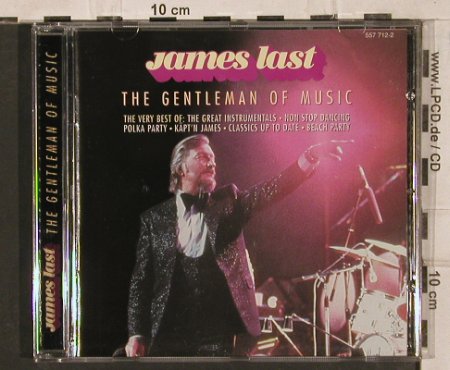 10 cm
james last
557 712-2
THE GENTLEMAN OF MUSIC
THE VERY BEST OF: THE GREAT INSTRUMENTALS • NON STOP DANCING
POLKA PARTY • KAPT'N JAMES • CLASSICS UP TO DATE • BEACH PARTY
james last THE GENTLEMAN OF MUSIC
www.LPCD.de / CD
10 cm